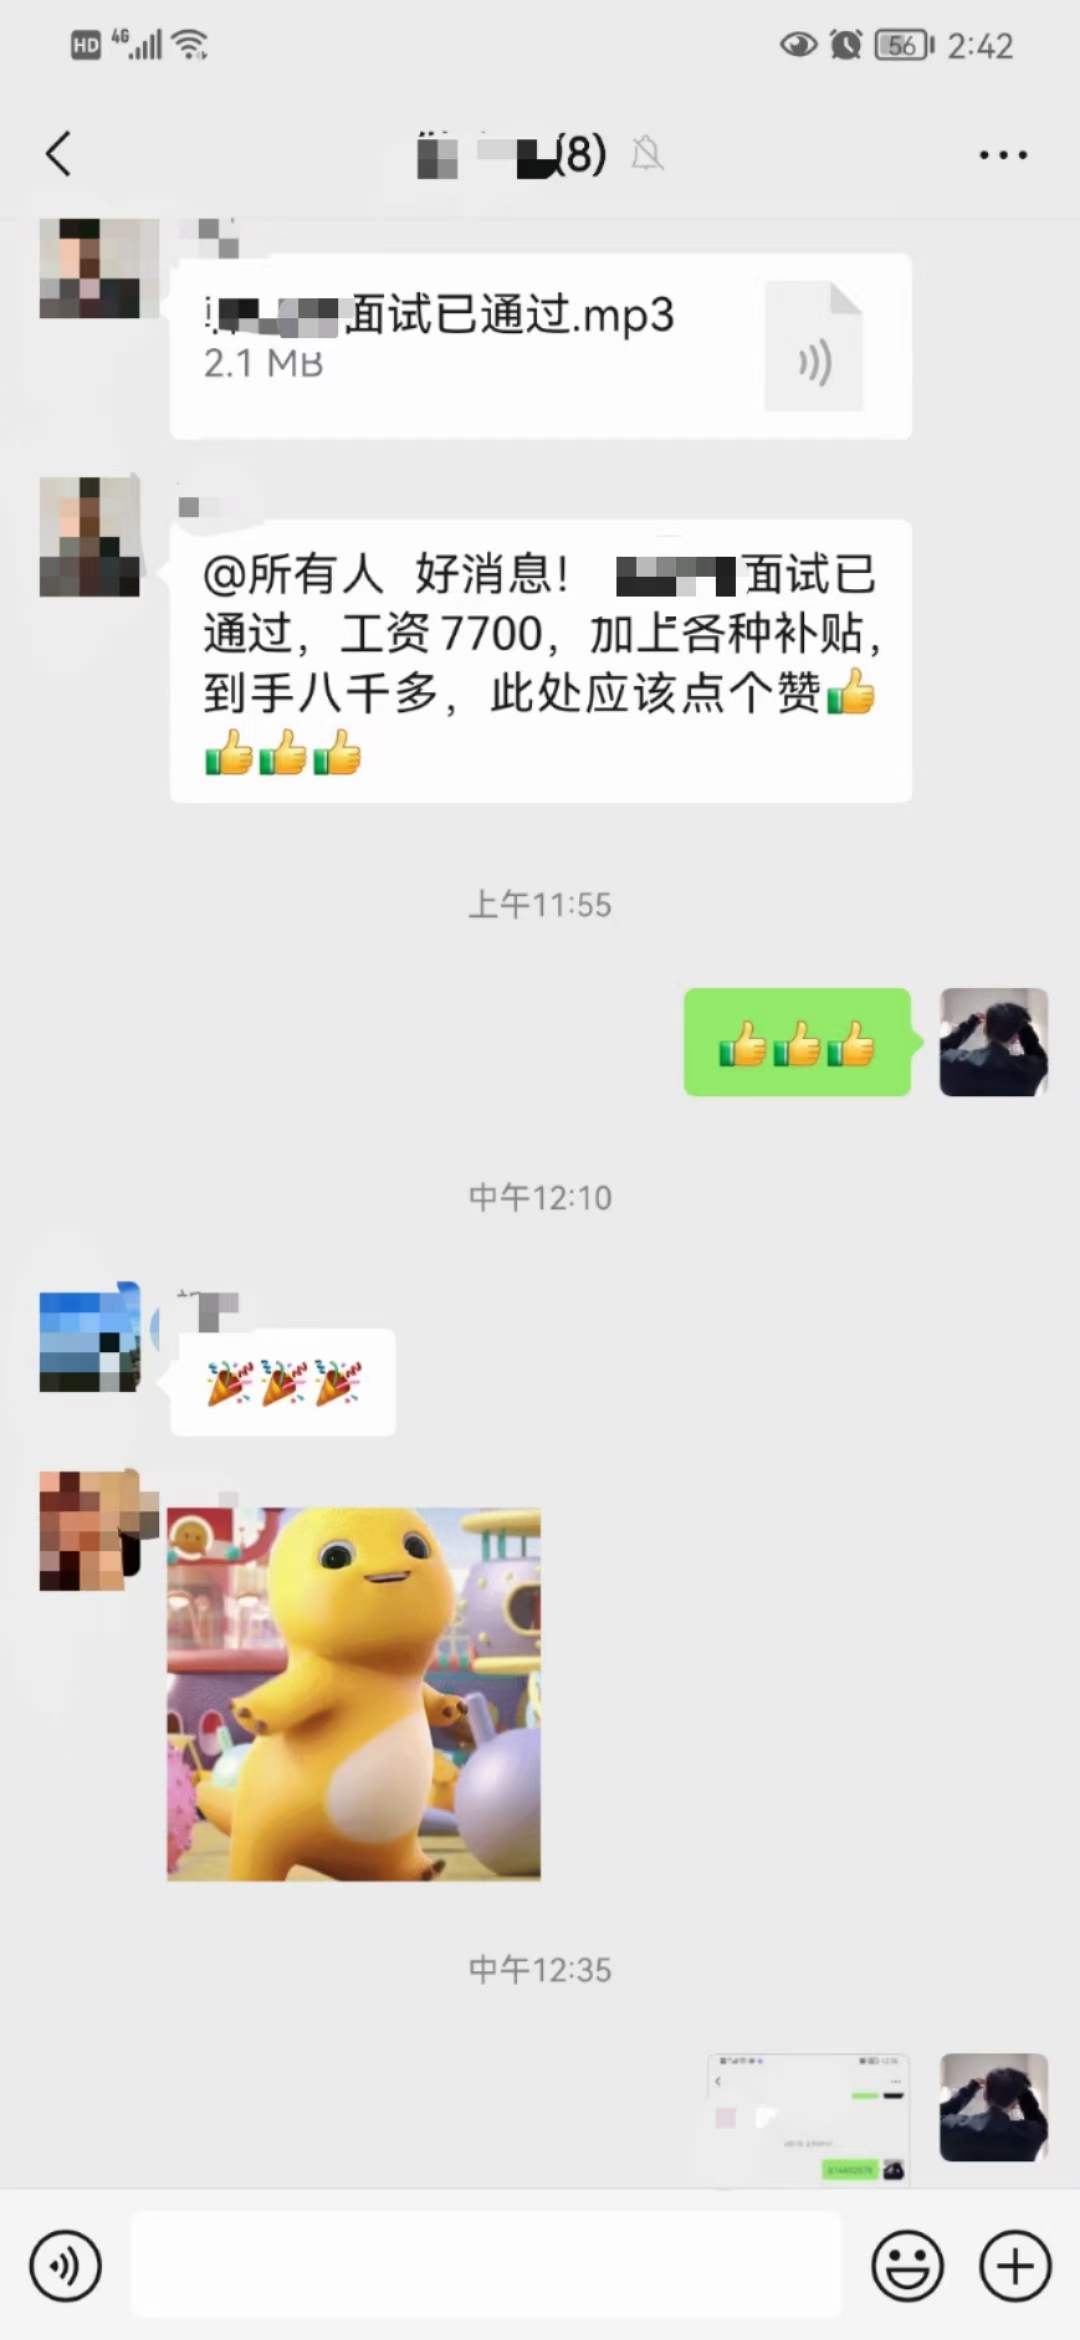 HD 4G 56 2:42
(8)
面试已通过.mp3
2.1 MB
@所有人 好消息！ 面试已
通过，工资7700，加上各种补贴，
到手八千多，此处应该点个赞👍
👍👍👍
上午11:55
👍👍👍
中午12:10
🎉🎉🎉
中午12:35